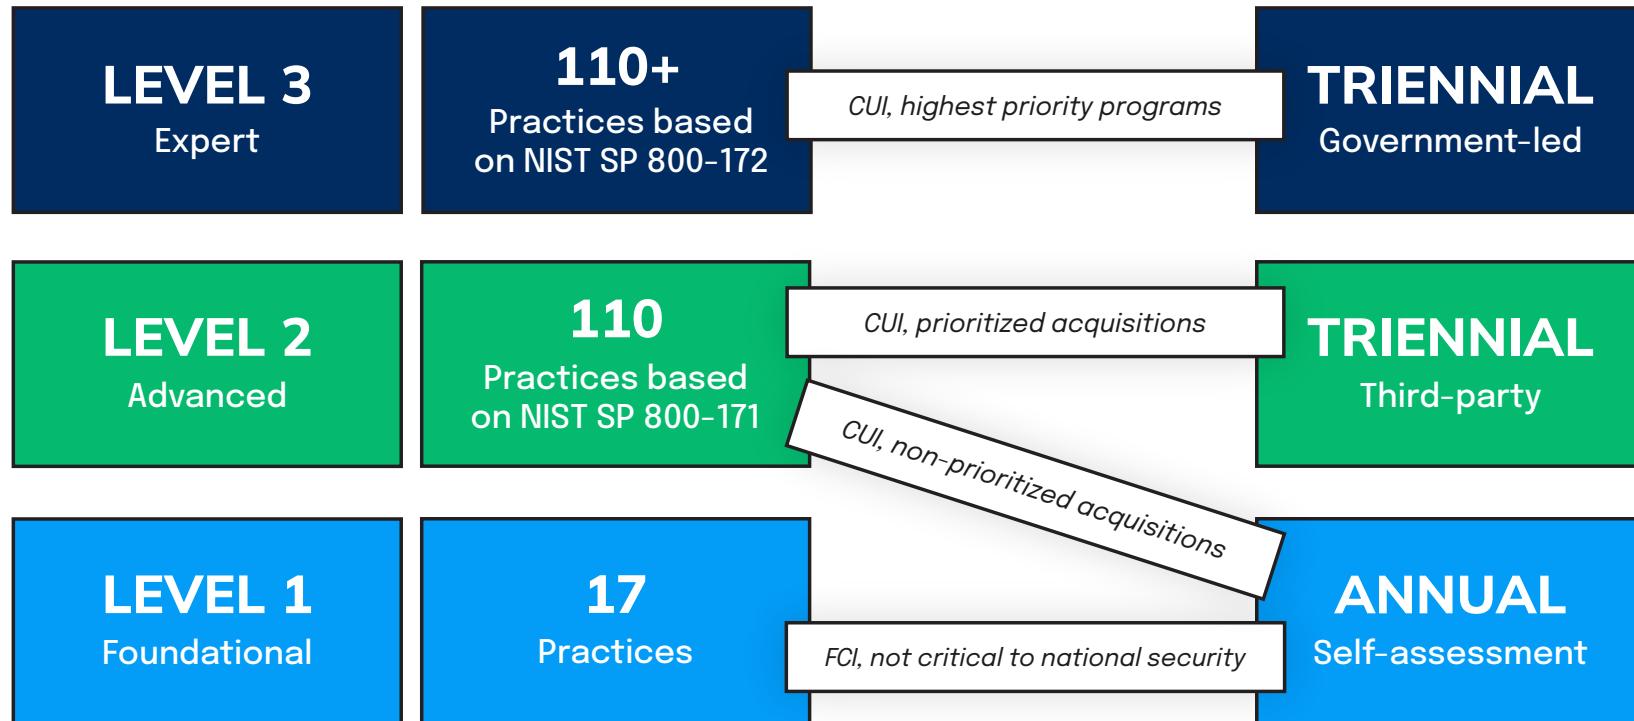 LEVEL 3
Expert
110+
Practices based
on NIST SP 800-172
CUI, highest priority programs
TRIENNIAL
Government-led
LEVEL 2
Advanced
110
Practices based
on NIST SP 800-171
CUI, prioritized acquisitions
TRIENNIAL
Third-party
CUI, non-prioritized acquisitions
LEVEL 1
Foundational
17
Practices
FCI, not critical to national security
ANNUAL
Self-assessment